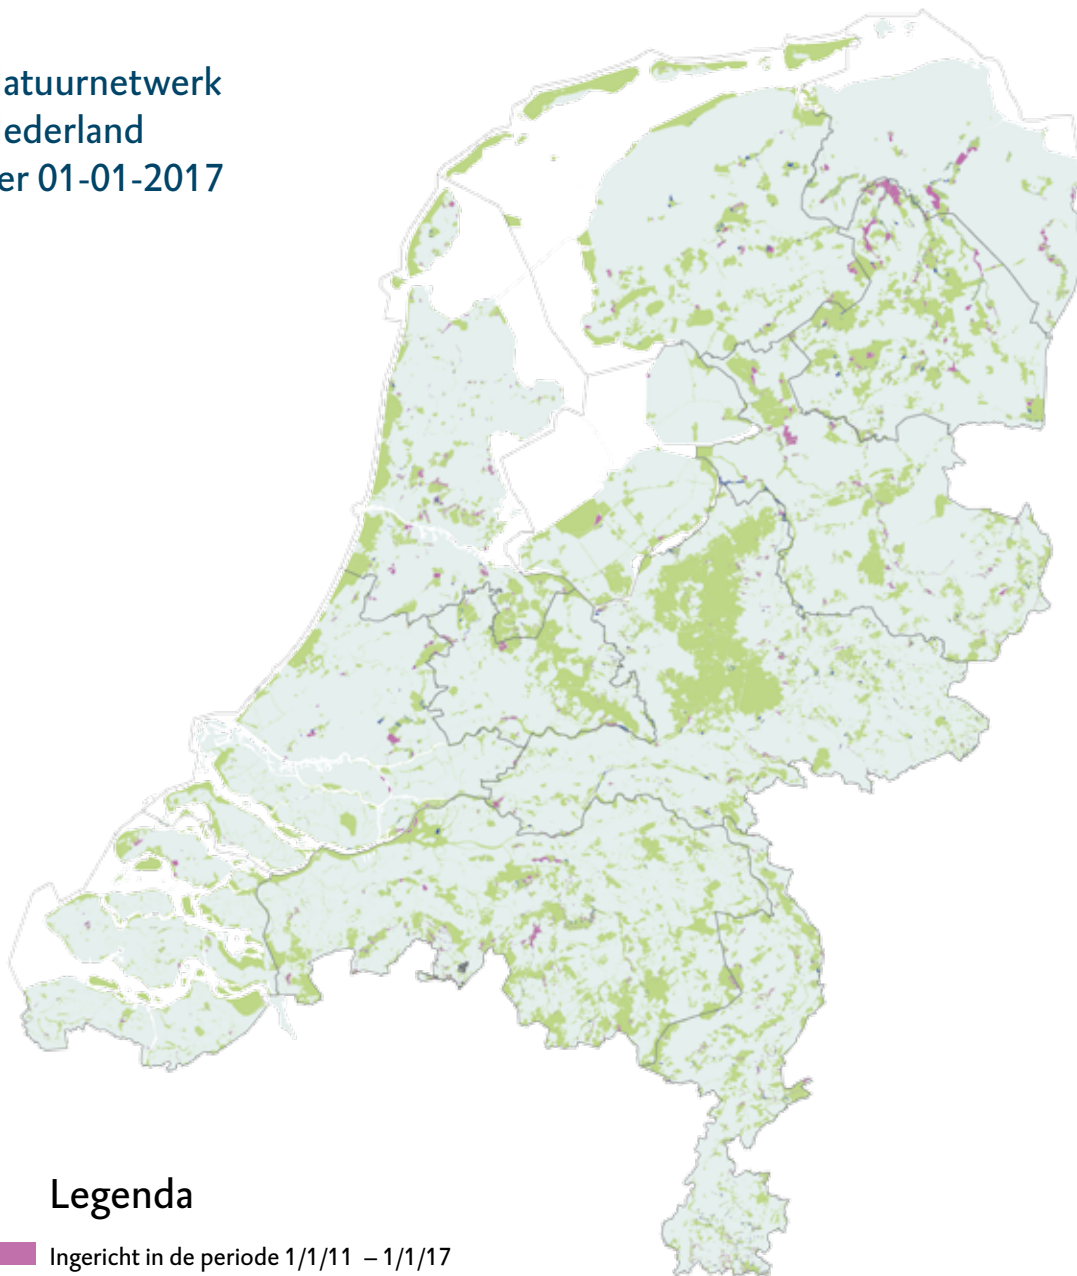 atuurnetwerk
ederland
er 01-01-2017
Legenda
Ingericht in de periode 1/1/11 – 1/1/17